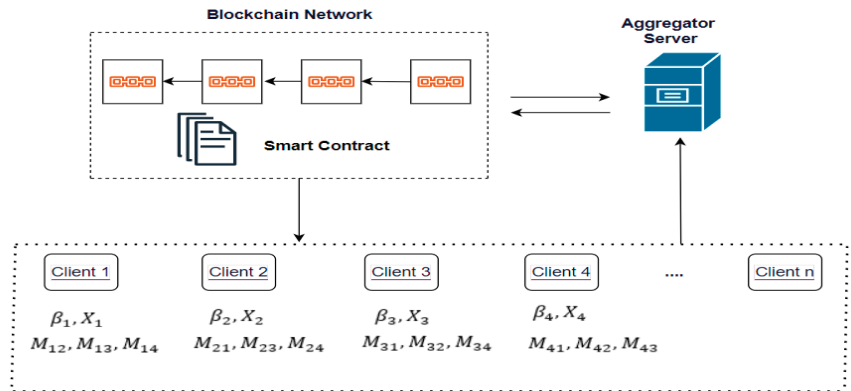 Blockchain Network
Aggregator
Server
Smart Contract
Client 1
Client 2
Client 3
Client 4
....
Client n
β₁, X₁
M₁₂, M₁₃, M₁₄
β₂, X₂
M₂₁, M₂₃, M₂₄
β₃, X₃
M₃₁, M₃₂, M₃₄
β₄, X₄
M₄₁, M₄₂, M₄₃